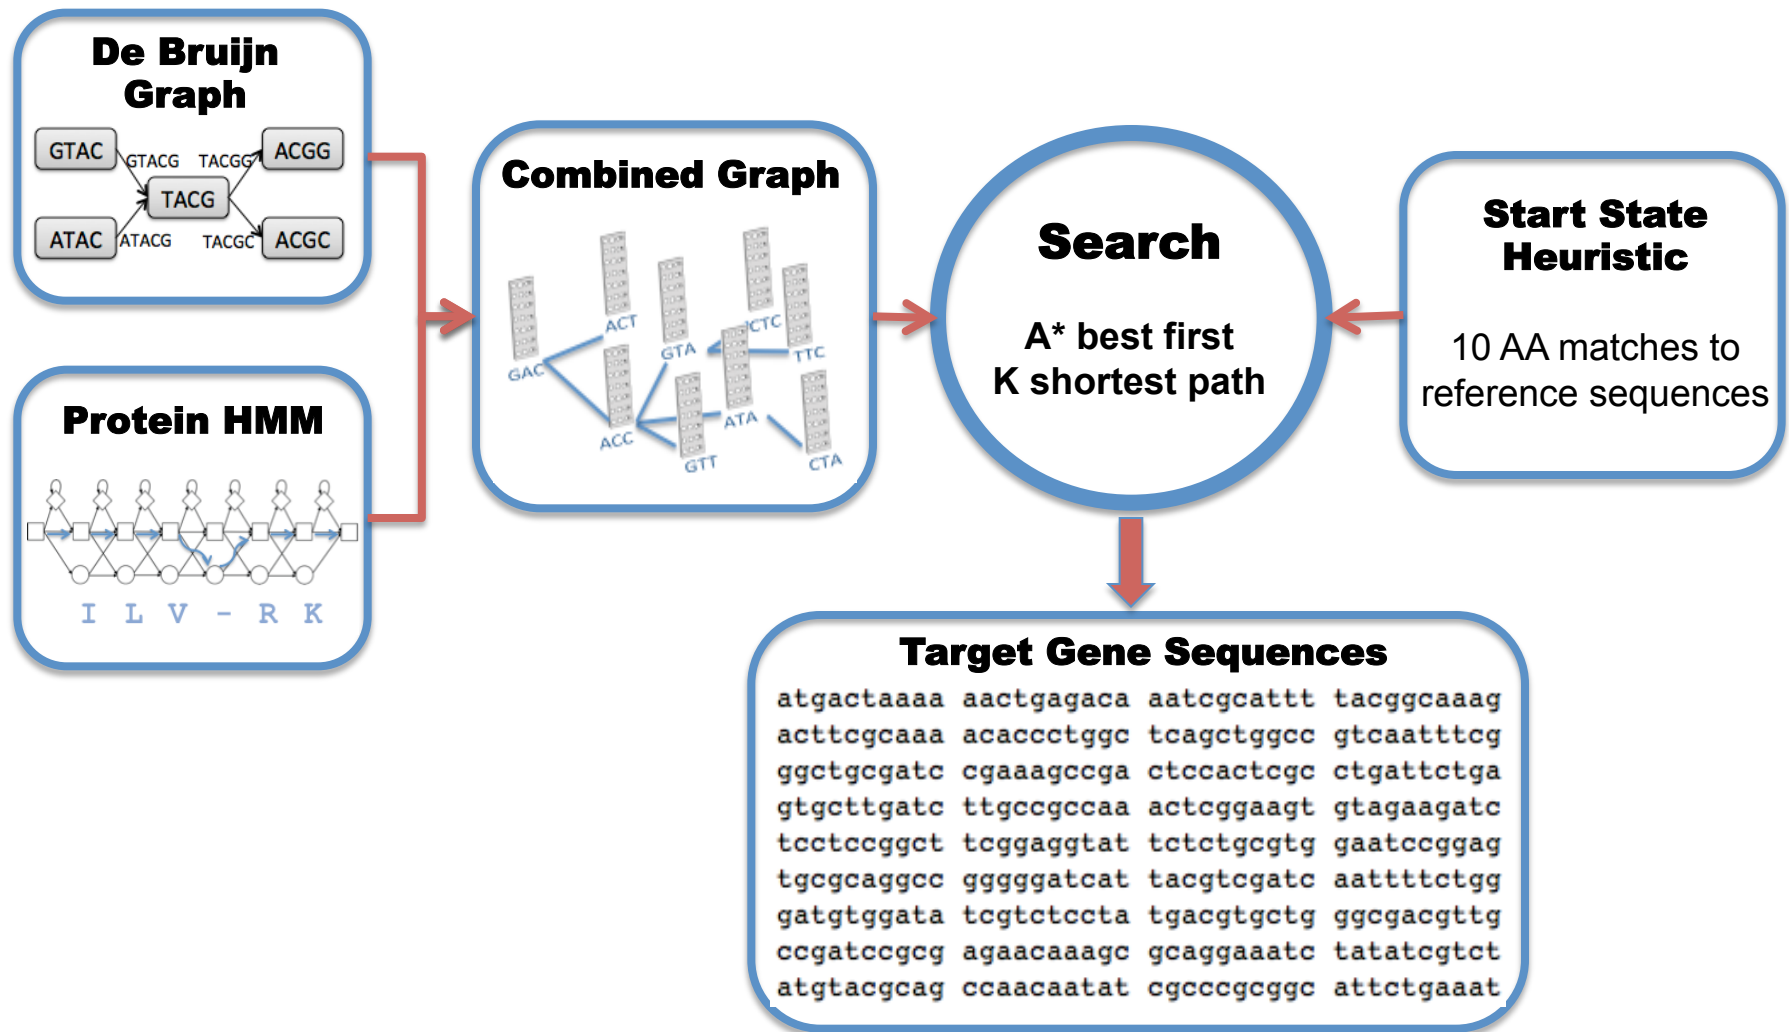 De Bruijn
Graph
GTAC
GTACG
TACGG
ACGG
TACG
ATAC
ATACG
TACGC
ACGC
Protein HMM
I L V - R K
Combined Graph
ACT
CTC
GTA
TTC
GAC
ACC
ATA
GTT
CTA
Search
A* best first
K shortest path
Start State
Heuristic
10 AA matches to
reference sequences
Target Gene Sequences
atgactaaaa aactgagaca aatcgcattt tacggcaaag
acttcgcaaa acaccctggc tcagctggcc gtcaatttcg
ggctgcgatc cgaaagccga ctccactcgc ctgattctga
gtgcttgatc ttgccgccaa actcggaagt gtagaagatc
tcctccggct tcggaggtat tctctgcgtg gaatccggag
tgcgcaggcc gggggatcat tacgtcgatc aattttctgg
gatgtggata tcgtctccta tgacgtgctg ggcgacgttg
ccgatccgcg agaacaaagc gcaggaaatc tatatcgtct
atgtacgcag ccaacaatat cgcccgcggc attctgaaat